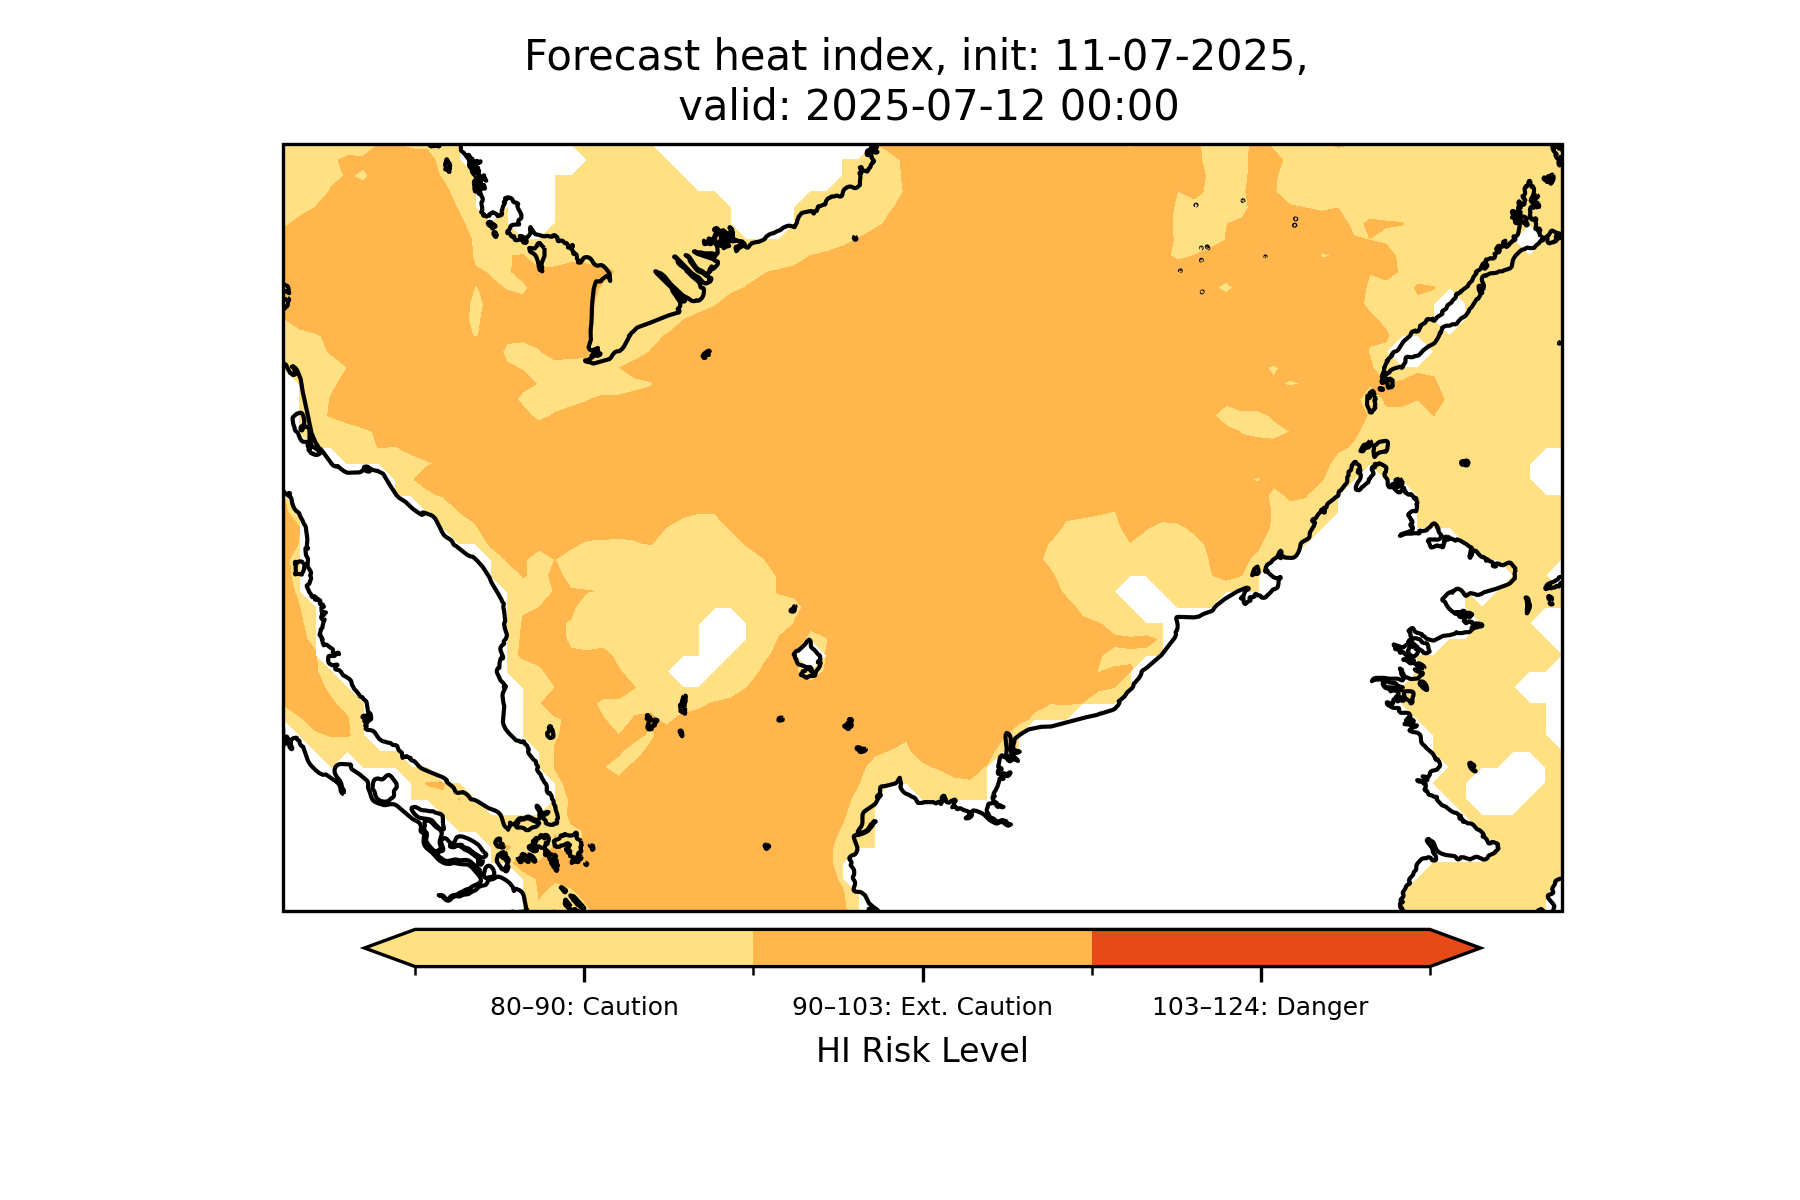 Forecast heat index, init: 11-07-2025,
valid: 2025-07-12 00:00
80–90: Caution
90–103: Ext. Caution
103–124: Danger
HI Risk Level